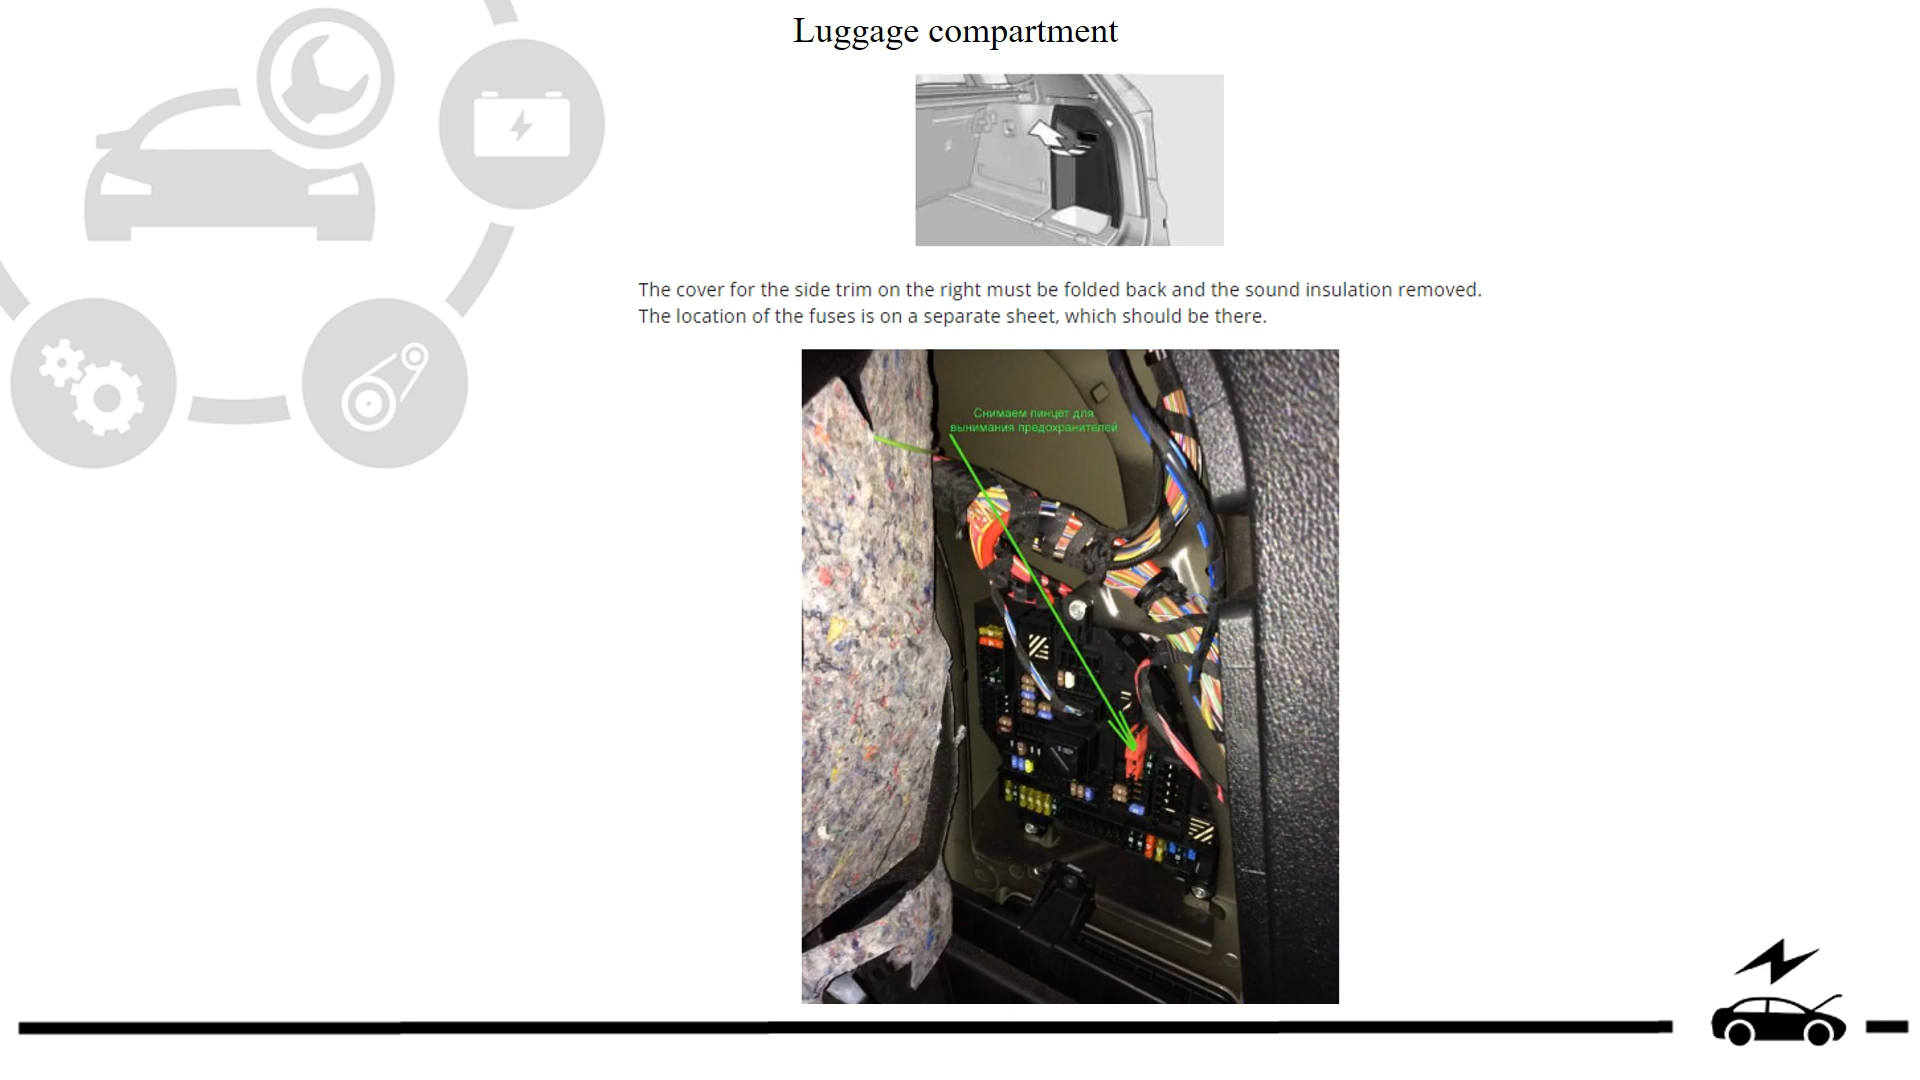 Luggage compartment
The cover for the side trim on the right must be folded back and the sound insulation removed.
The location of the fuses is on a separate sheet, which should be there.
Снимаем пинцет для
вынимания предохранителей